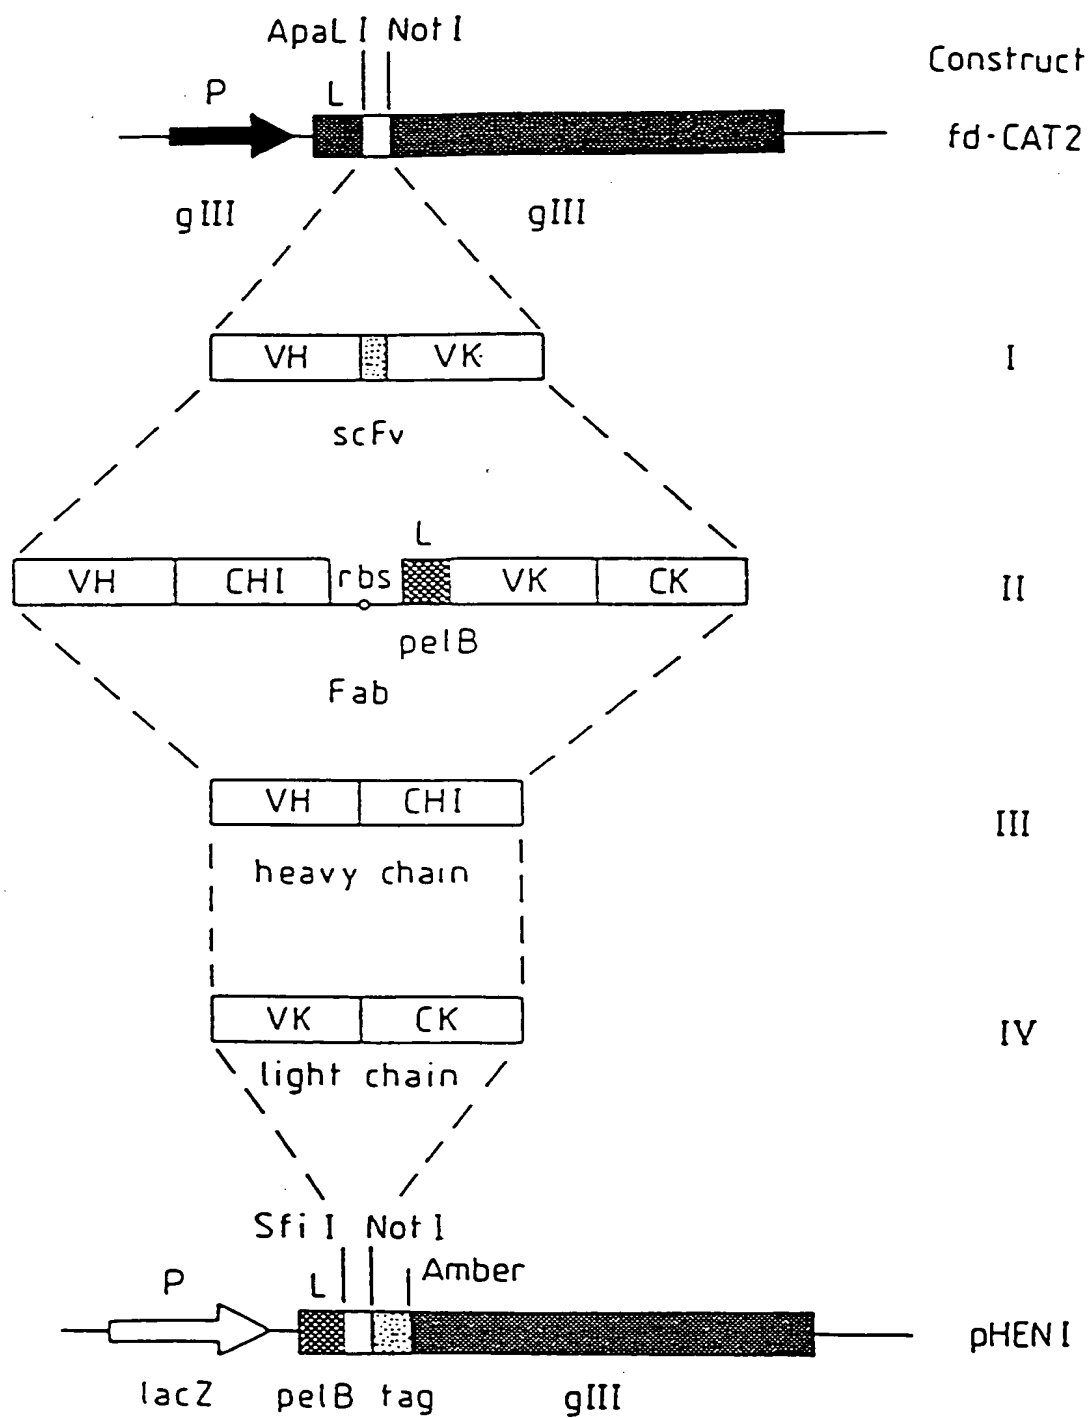 ApaL I Not I
Construct
P
L
fd-CAT2
gIII
gIII
VH
VK
I
scFv
L
VH
CHI
rbs
VK
CK
II
pelB
Fab
VH
CHI
III
heavy chain
VK
CK
IV
light chain
Sfi I Not I
P
L
Amber
pHEN I
lacZ
pelB
tag
gIII